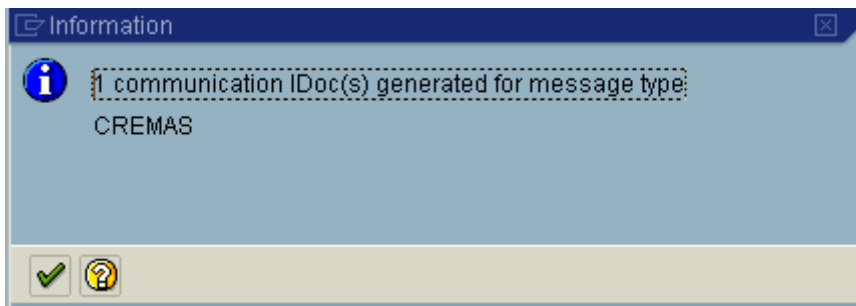 Information
1 communication IDoc(s) generated for message type
CREMAS